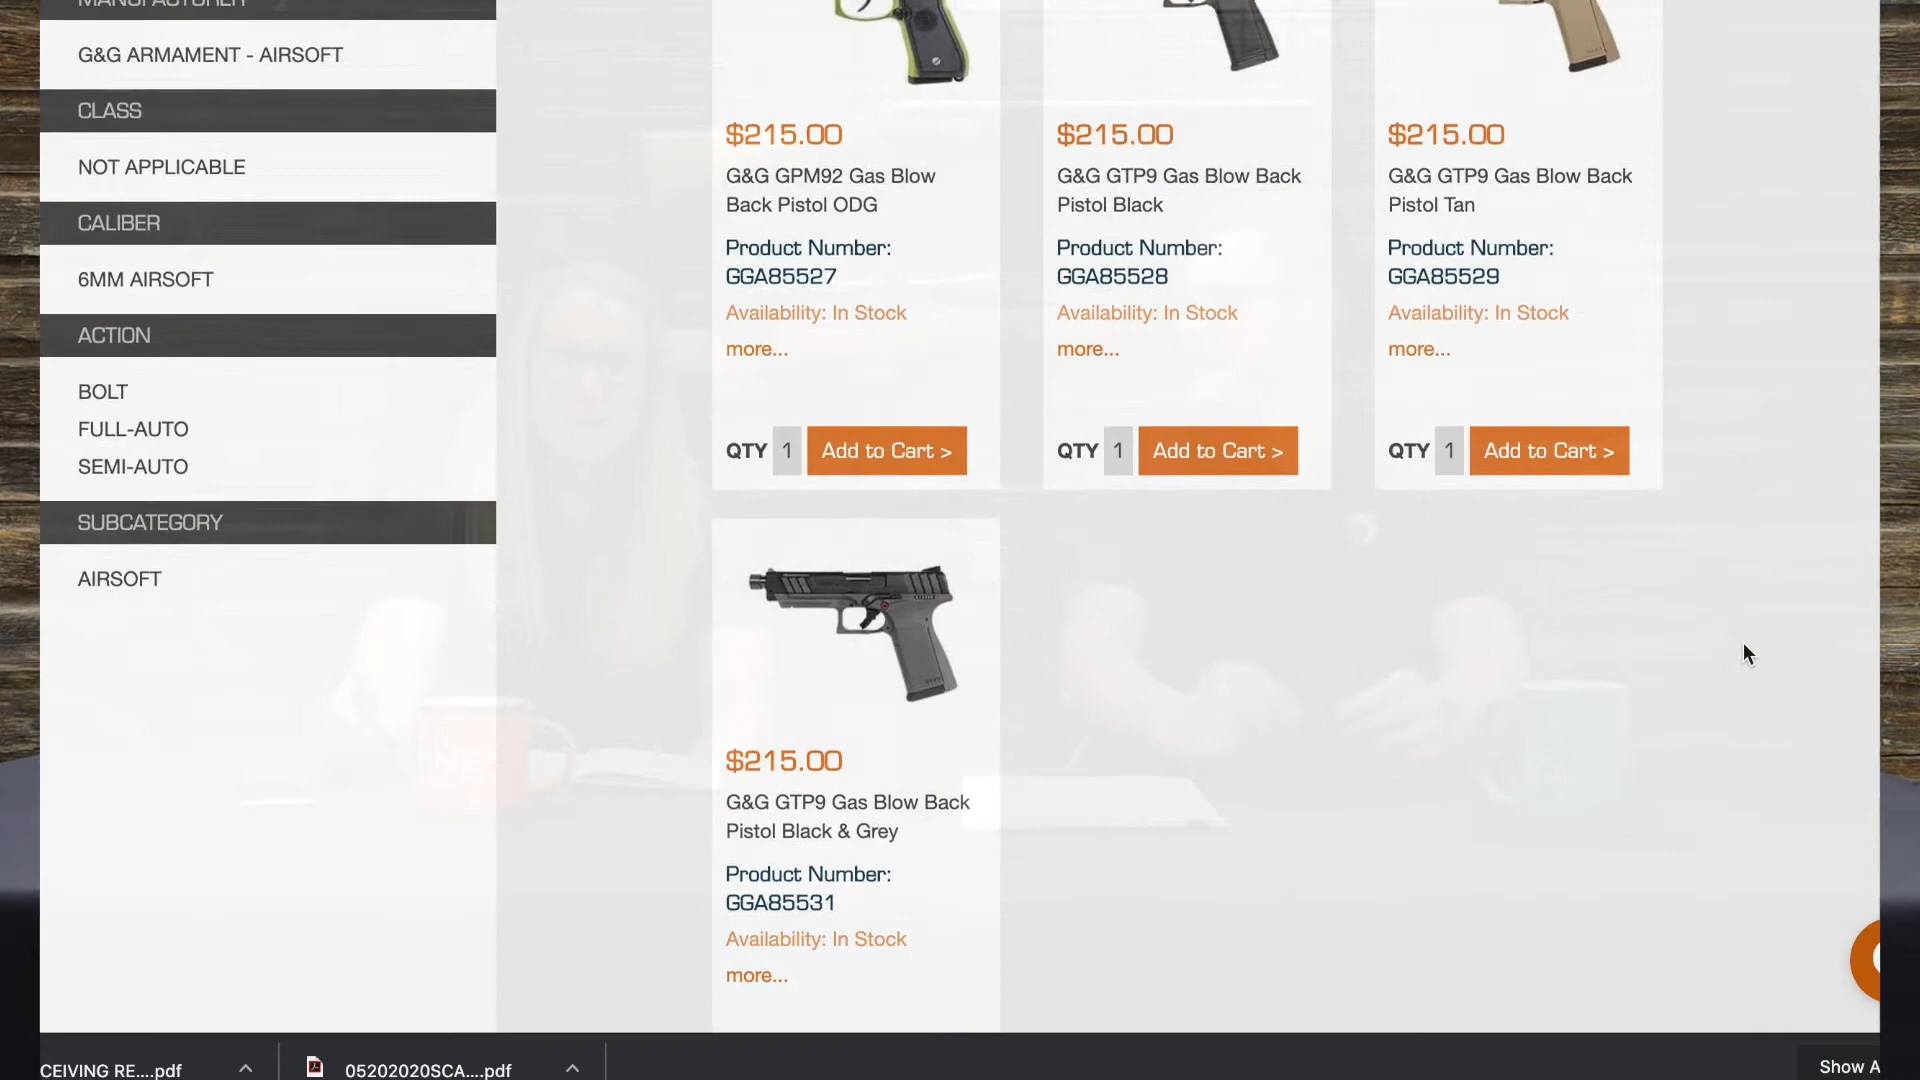 MANUFACTURER
G&G ARMAMENT - AIRSOFT
CLASS
NOT APPLICABLE
CALIBER
6MM AIRSOFT
ACTION
BOLT
FULL-AUTO
SEMI-AUTO
SUBCATEGORY
AIRSOFT
$215.00
G&G GPM92 Gas Blow
Back Pistol ODG
Product Number:
GGA85527
Availability: In Stock
more...
QTY 1 Add to Cart >
$215.00
G&G GTP9 Gas Blow Back
Pistol Black
Product Number:
GGA85528
Availability: In Stock
more...
QTY 1 Add to Cart >
$215.00
G&G GTP9 Gas Blow Back
Pistol Tan
Product Number:
GGA85529
Availability: In Stock
more...
QTY 1 Add to Cart >
$215.00
G&G GTP9 Gas Blow Back
Pistol Black & Grey
Product Number:
GGA85531
Availability: In Stock
more...
CEIVING RE....pdf
05202020SCA....pdf
Show A